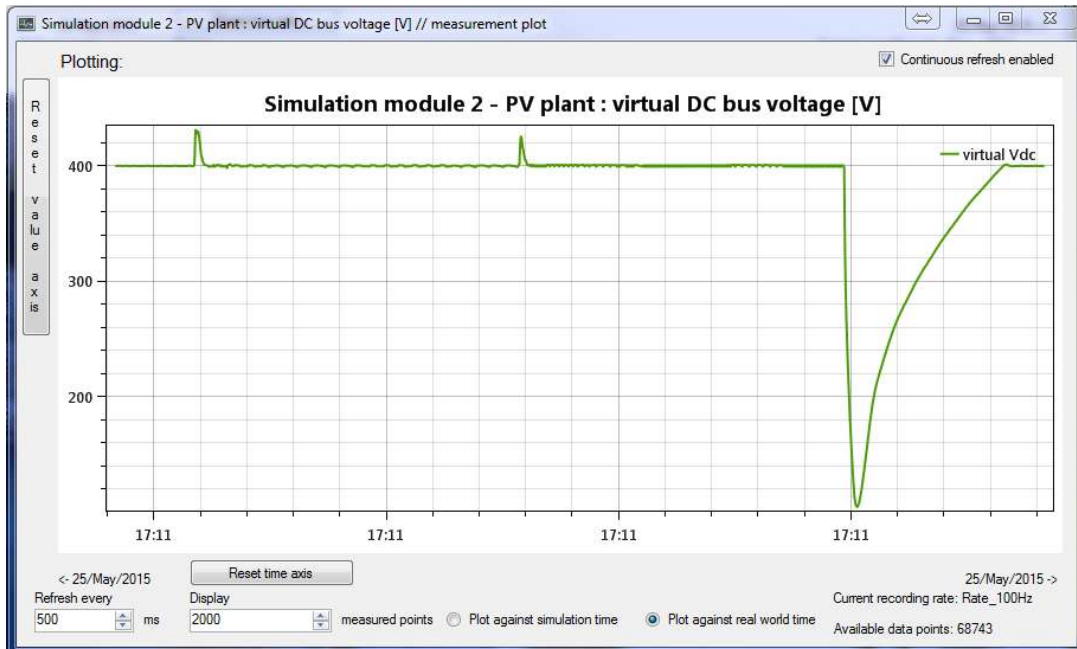 Simulation module 2 - PV plant : virtual DC bus voltage [V] // measurement plot
Plotting:
Continuous refresh enabled
Reset value axis
Simulation module 2 - PV plant : virtual DC bus voltage [V]
virtual Vdc
400
300
200
17:11 17:11 17:11 17:11
<- 25/May/2015
Reset time axis
25/May/2015 ->
Refresh every
Display
Current recording rate: Rate_100Hz
500 ms
2000 measured points
Plot against simulation time
Plot against real world time
Available data points: 68743